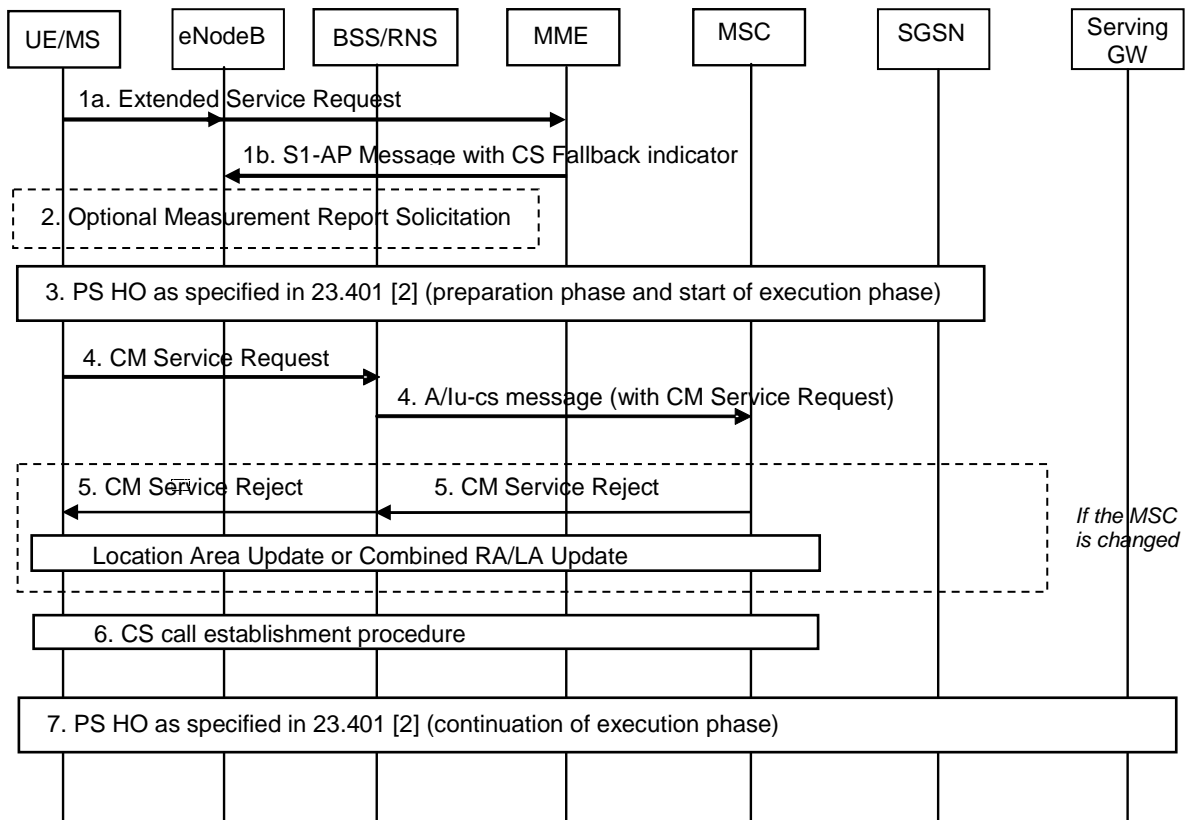 UE/MS
eNodeB
BSS/RNS
MME
MSC
SGSN
Serving
GW
1a. Extended Service Request
1b. S1-AP Message with CS Fallback indicator
2. Optional Measurement Report Solicitation
3. PS HO as specified in 23.401 [2] (preparation phase and start of execution phase)
4. CM Service Request
4. A/Iu-cs message (with CM Service Request)
5. CM Service Reject
5. CM Service Reject
If the MSC
is changed
Location Area Update or Combined RA/LA Update
6. CS call establishment procedure
7. PS HO as specified in 23.401 [2] (continuation of execution phase)